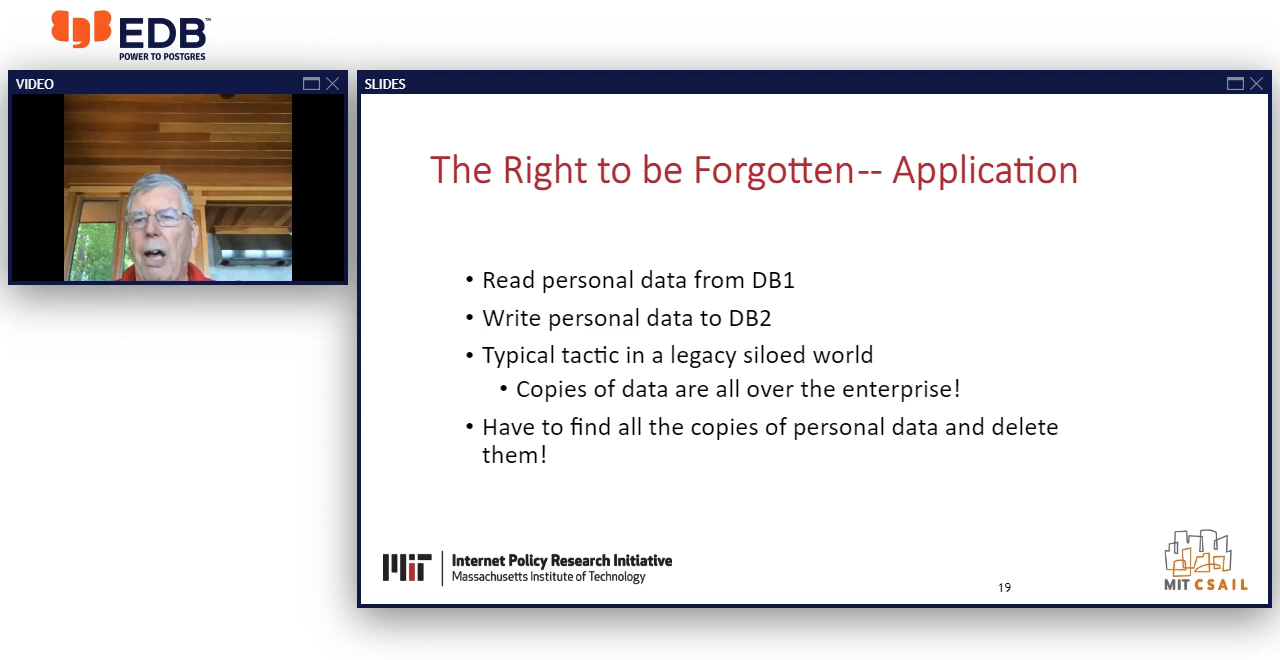 EDB™
POWER TO POSTGRES
VIDEO
SLIDES
The Right to be Forgotten-- Application
• Read personal data from DB1
• Write personal data to DB2
• Typical tactic in a legacy siloed world
• Copies of data are all over the enterprise!
• Have to find all the copies of personal data and delete
them!
MIT
Internet Policy Research Initiative
Massachusetts Institute of Technology
19
MIT CSAIL